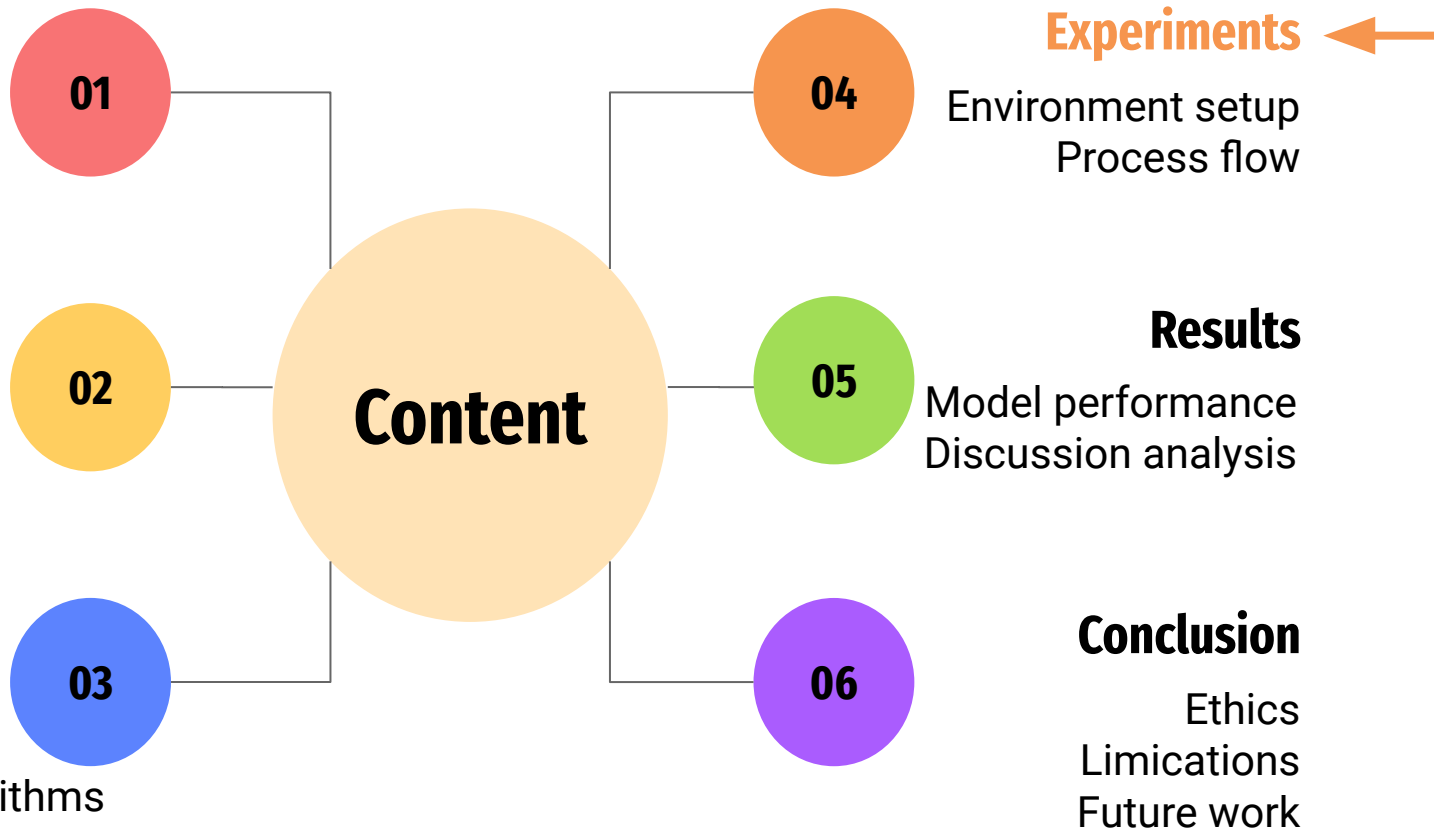 01
02
03
ithms
Content
04
Experiments
Environment setup
Process flow
05
Results
Model performance
Discussion analysis
06
Conclusion
Ethics
Limications
Future work